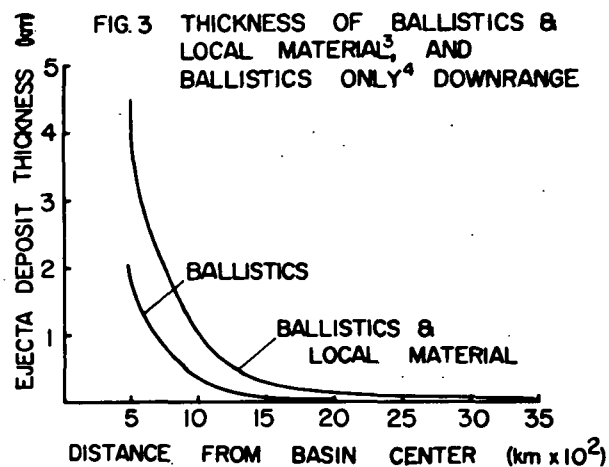 FIG. 3 THICKNESS OF BALLISTICS &
LOCAL MATERIAL³, AND
BALLISTICS ONLY⁴ DOWNRANGE
EJECTA DEPOSIT THICKNESS (km)
5
4
3
2
1
BALLISTICS
BALLISTICS &
LOCAL MATERIAL
5 10 15 20 25 30 35
DISTANCE FROM BASIN CENTER (km x 10²)